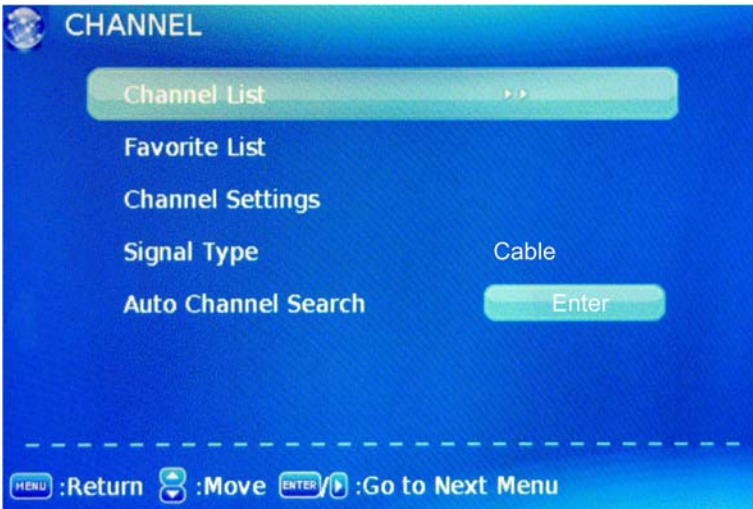 CHANNEL
Channel List
Favorite List
Channel Settings
Signal Type Cable
Auto Channel Search Enter
MENU :Return :Move ENTER/ :Go to Next Menu